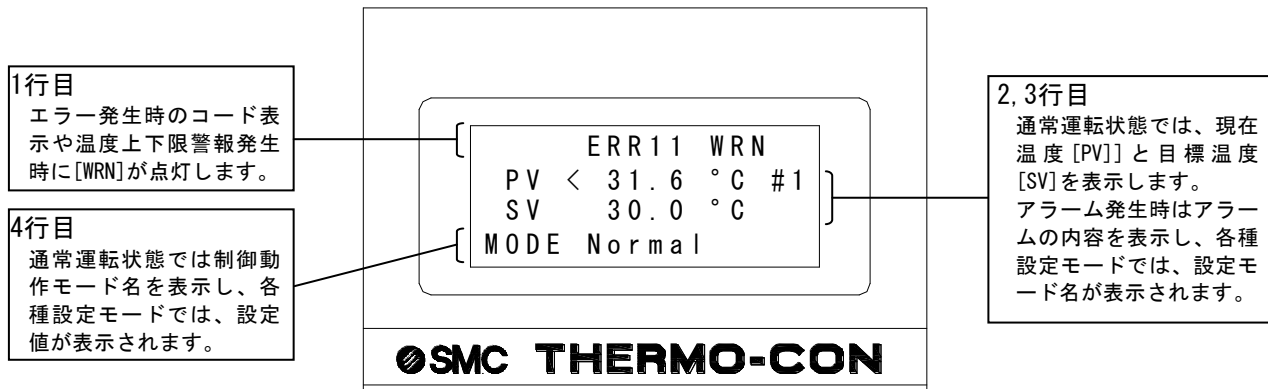 1行目
エラー発生時のコード表
示や温度上下限警報発生
時に[WRN]が点灯します。
4行目
通常運転状態では制御動
作モード名を表示し、各
種設定モードでは、設定
値が表示されます。
ERR11 WRN
PV < 31.6 °C #1
SV 30.0 °C
MODE Normal
2,3行目
通常運転状態では、現在
温度[PV]]と目標温度
[SV]を表示します。
アラーム発生時はアラー
ムの内容を表示し、各種
設定モードでは、設定モ
ード名が表示されます。
SMC THERMO-CON